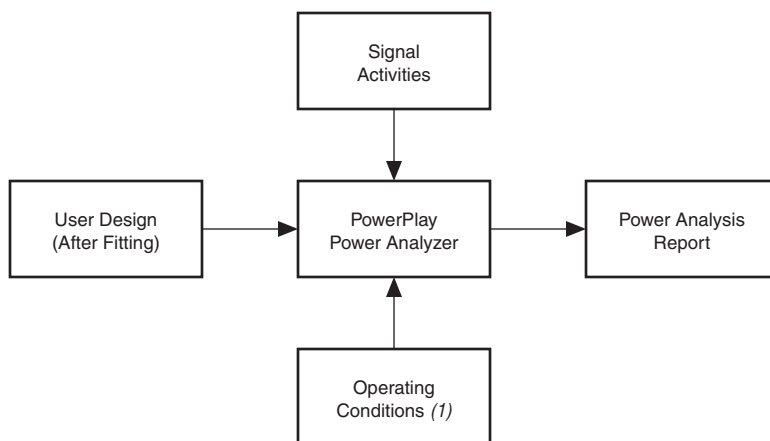 Signal
Activities
User Design
(After Fitting)
PowerPlay
Power Analyzer
Power Analysis
Report
Operating
Conditions (1)